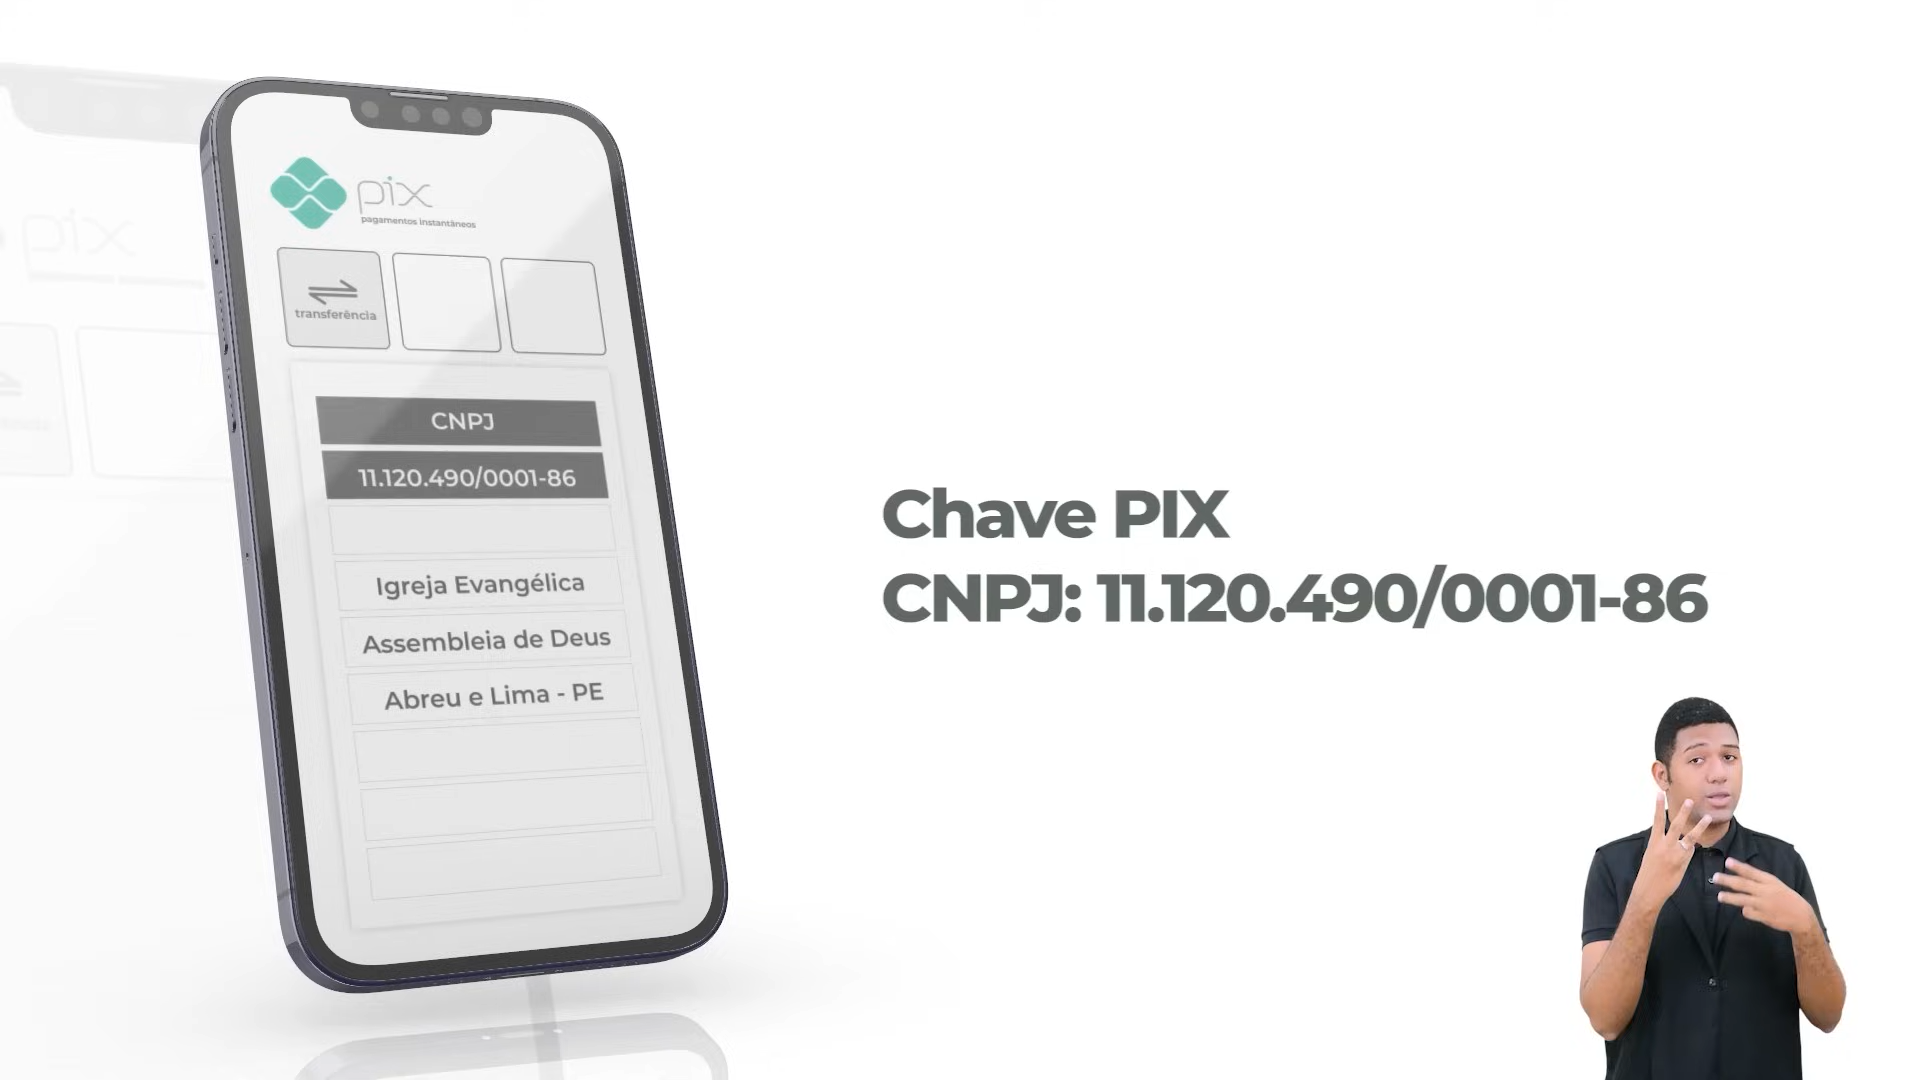 pix
pagamentos instantâneos
transferência
CNPJ
11.120.490/0001-86
Igreja Evangélica
Assembleia de Deus
Abreu e Lima - PE
Chave PIX
CNPJ: 11.120.490/0001-86
pix